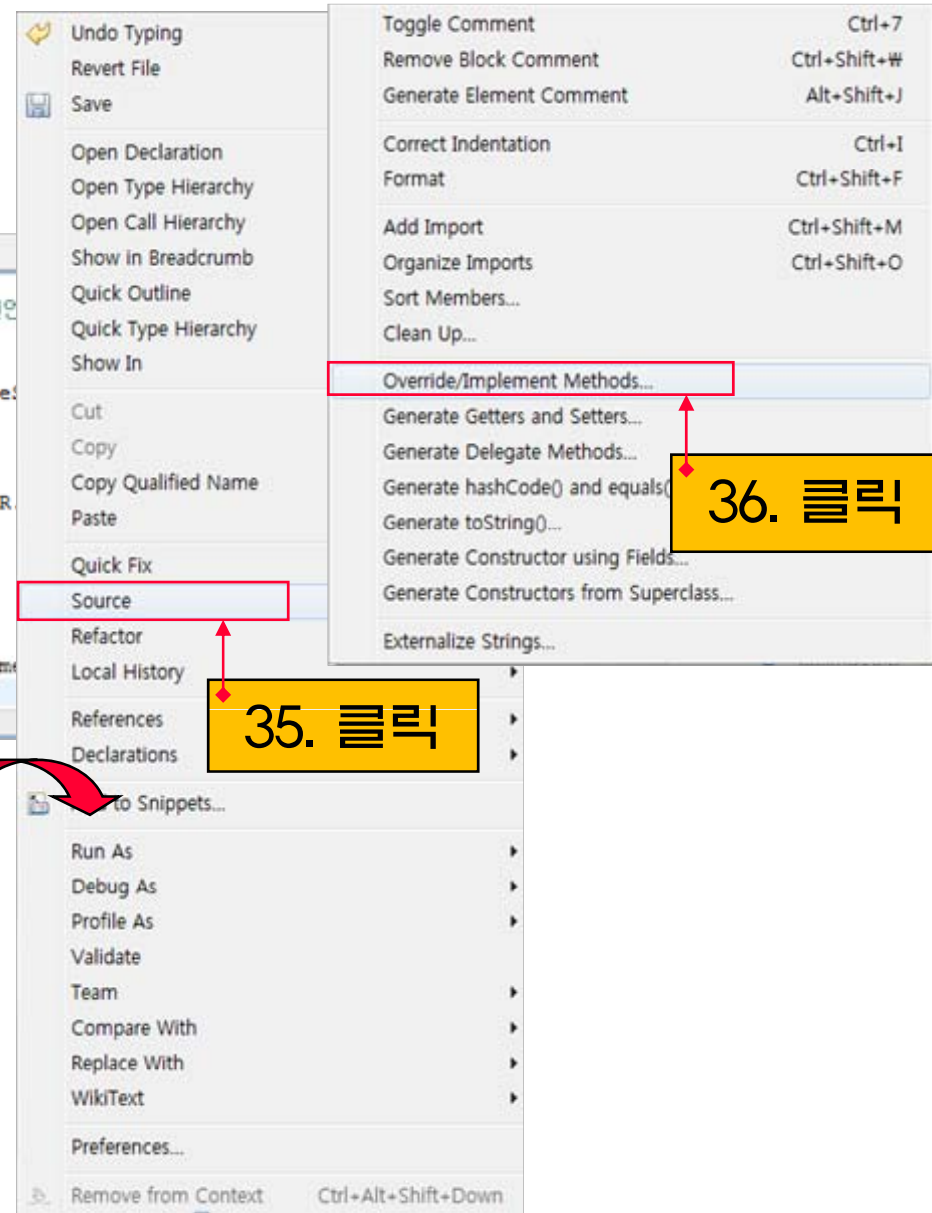 Undo Typing
Revert File
Save
Open Declaration
Open Type Hierarchy
Open Call Hierarchy
Show in Breadcrumb
Quick Outline
Quick Type Hierarchy
Show In
Cut
Copy
Copy Qualified Name
Paste
Quick Fix
Source
Refactor
Local History
References
Declarations
to Snippets...
Run As
Debug As
Profile As
Validate
Team
Compare With
Replace With
WikiText
Preferences...
Remove from Context Ctrl+Alt+Shift+Down
Toggle Comment Ctrl+7
Remove Block Comment Ctrl+Shift+₩
Generate Element Comment Alt+Shift+J
Correct Indentation Ctrl+I
Format Ctrl+Shift+F
Add Import Ctrl+Shift+M
Organize Imports Ctrl+Shift+O
Sort Members...
Clean Up...
Override/Implement Methods...
Generate Getters and Setters...
Generate Delegate Methods...
Generate hashCode() and equals(
Generate toString()...
Generate Constructor using Fields...
Generate Constructors from Superclass...
Externalize Strings...
35. 클릭
36. 클릭